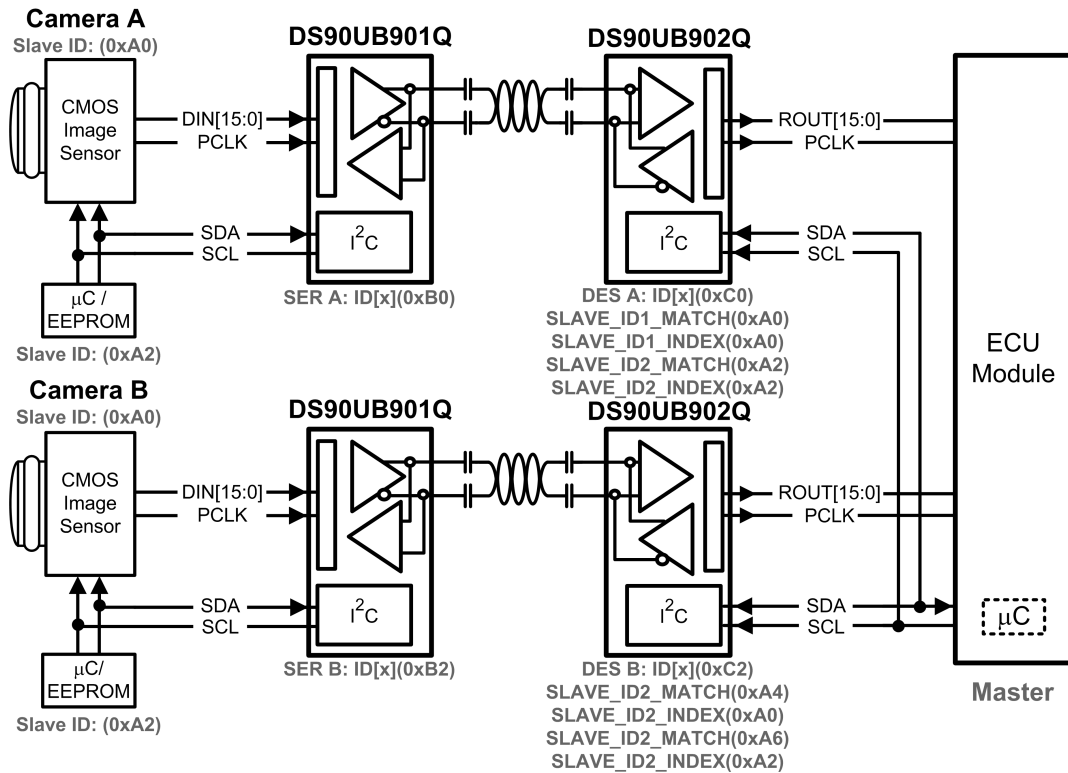 Camera A
Slave ID: (0xA0)
DS90UB901Q
DS90UB902Q
CMOS
Image
Sensor
DIN[15:0]
PCLK
ROUT[15:0]
PCLK
SDA
SCL
I²C
I²C
SDA
SCL
µC /
EEPROM
Slave ID: (0xA2)
SER A: ID[x](0xB0)
DES A: ID[x](0xC0)
SLAVE_ID1_MATCH(0xA0)
SLAVE_ID1_INDEX(0xA0)
SLAVE_ID2_MATCH(0xA2)
SLAVE_ID2_INDEX(0xA2)
ECU
Module
Camera B
Slave ID: (0xA0)
DS90UB901Q
DS90UB902Q
CMOS
Image
Sensor
DIN[15:0]
PCLK
ROUT[15:0]
PCLK
SDA
SCL
I²C
I²C
SDA
SCL
µC
µC/
EEPROM
Slave ID: (0xA2)
SER B: ID[x](0xB2)
DES B: ID[x](0xC2)
SLAVE_ID2_MATCH(0xA4)
SLAVE_ID2_INDEX(0xA0)
SLAVE_ID2_MATCH(0xA6)
SLAVE_ID2_INDEX(0xA2)
Master